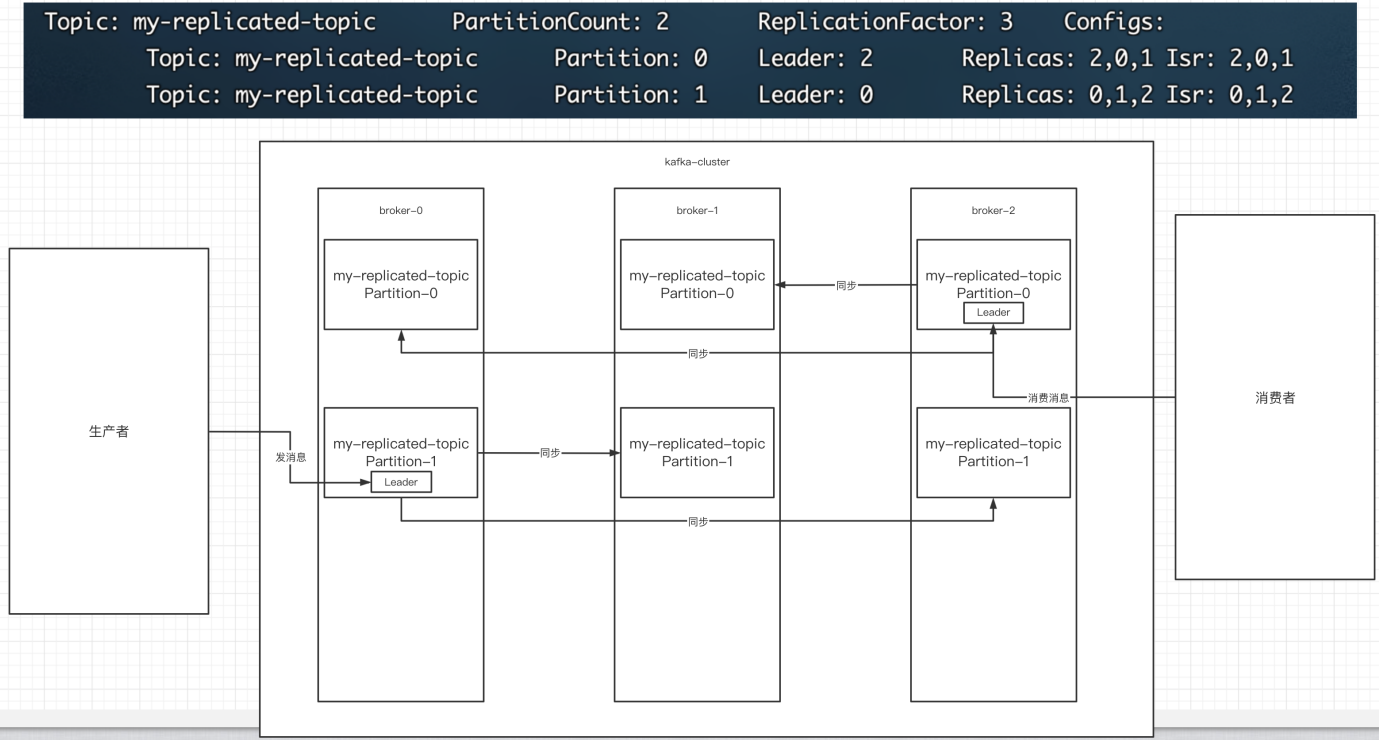 Topic: my-replicated-topic PartitionCount: 2 ReplicationFactor: 3 Configs:
Topic: my-replicated-topic Partition: 0 Leader: 2 Replicas: 2,0,1 Isr: 2,0,1
Topic: my-replicated-topic Partition: 1 Leader: 0 Replicas: 0,1,2 Isr: 0,1,2
kafka-cluster
broker-0
broker-1
broker-2
my-replicated-topic
Partition-0
my-replicated-topic
Partition-0
同步
my-replicated-topic
Partition-0
Leader
同步
消费消息
消费者
生产者
发消息
my-replicated-topic
Partition-1
Leader
同步
my-replicated-topic
Partition-1
my-replicated-topic
Partition-1
同步